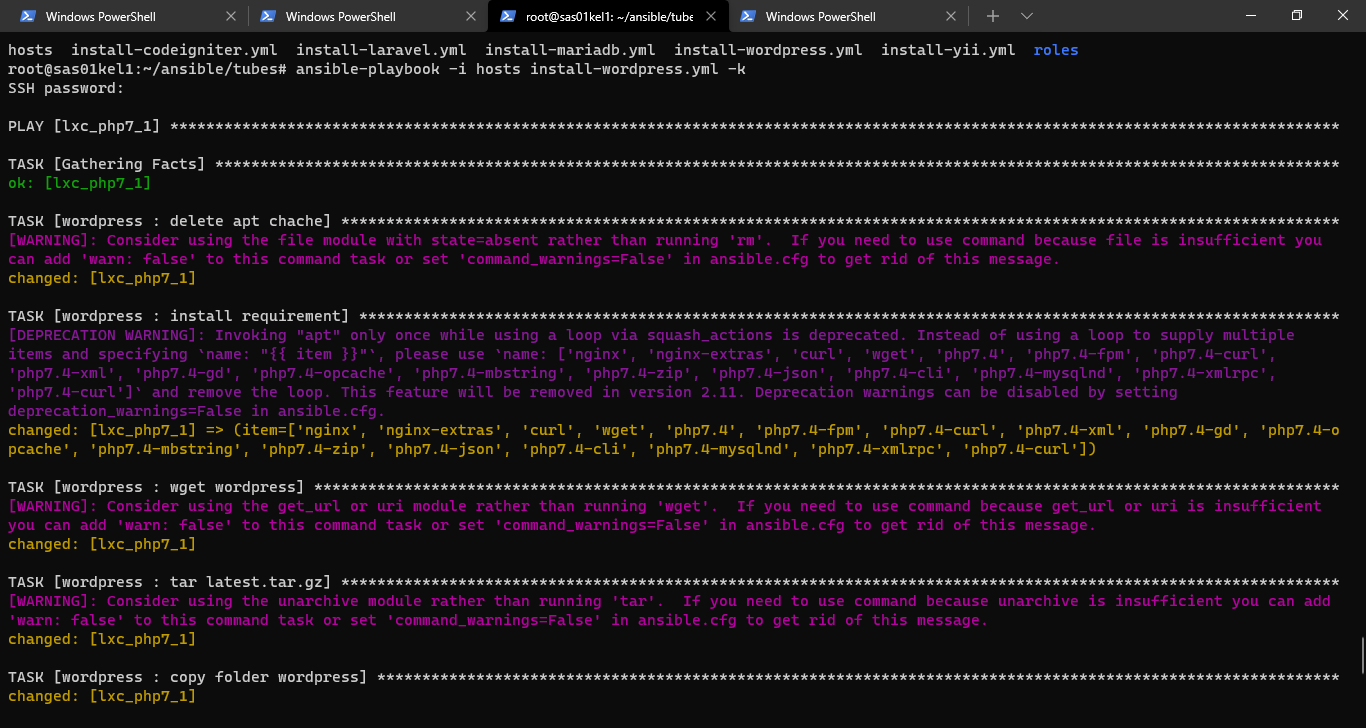 Windows PowerShell
Windows PowerShell
root@sas01kel1: ~/ansible/tube
Windows PowerShell
hosts  install-codeigniter.yml  install-laravel.yml  install-mariadb.yml  install-wordpress.yml  install-yii.yml  roles
root@sas01kel1:~/ansible/tubes# ansible-playbook -i hosts install-wordpress.yml -k
SSH password:
PLAY [lxc_php7_1] **********************************************************************************************************************************
TASK [Gathering Facts] *****************************************************************************************************************************
ok: [lxc_php7_1]
TASK [wordpress : delete apt chache] ***************************************************************************************************************
[WARNING]: Consider using the file module with state=absent rather than running 'rm'.  If you need to use command because file is insufficient you
can add 'warn: false' to this command task or set 'command_warnings=False' in ansible.cfg to get rid of this message.
changed: [lxc_php7_1]
TASK [wordpress : install requirement] *************************************************************************************************************
[DEPRECATION WARNING]: Invoking "apt" only once while using a loop via squash_actions is deprecated. Instead of using a loop to supply multiple
items and specifying `name: "{{ item }}"`, please use `name: ['nginx', 'nginx-extras', 'curl', 'wget', 'php7.4', 'php7.4-fpm', 'php7.4-curl',
'php7.4-xml', 'php7.4-gd', 'php7.4-opcache', 'php7.4-mbstring', 'php7.4-zip', 'php7.4-json', 'php7.4-cli', 'php7.4-mysqlnd', 'php7.4-xmlrpc',
'php7.4-curl']` and remove the loop. This feature will be removed in version 2.11. Deprecation warnings can be disabled by setting
deprecation_warnings=False in ansible.cfg.
changed: [lxc_php7_1] => (item=['nginx', 'nginx-extras', 'curl', 'wget', 'php7.4', 'php7.4-fpm', 'php7.4-curl', 'php7.4-xml', 'php7.4-gd', 'php7.4-o
pcache', 'php7.4-mbstring', 'php7.4-zip', 'php7.4-json', 'php7.4-cli', 'php7.4-mysqlnd', 'php7.4-xmlrpc', 'php7.4-curl'])
TASK [wordpress : wget wordpress] ******************************************************************************************************************
[WARNING]: Consider using the get_url or uri module rather than running 'wget'.  If you need to use command because get_url or uri is insufficient
you can add 'warn: false' to this command task or set 'command_warnings=False' in ansible.cfg to get rid of this message.
changed: [lxc_php7_1]
TASK [wordpress : tar latest.tar.gz] ***************************************************************************************************************
[WARNING]: Consider using the unarchive module rather than running 'tar'.  If you need to use command because unarchive is insufficient you can add
'warn: false' to this command task or set 'command_warnings=False' in ansible.cfg to get rid of this message.
changed: [lxc_php7_1]
TASK [wordpress : copy folder wordpress] ***********************************************************************************************************
changed: [lxc_php7_1]